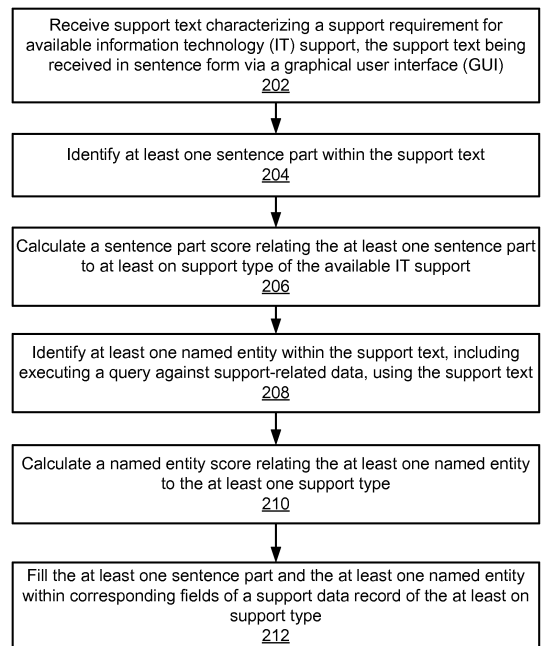 Receive support text characterizing a support requirement for
available information technology (IT) support, the support text being
received in sentence form via a graphical user interface (GUI)
202
Identify at least one sentence part within the support text
204
Calculate a sentence part score relating the at least one sentence part
to at least on support type of the available IT support
206
Identify at least one named entity within the support text, including
executing a query against support-related data, using the support text
208
Calculate a named entity score relating the at least one named entity
to the at least one support type
210
Fill the at least one sentence part and the at least one named entity
within corresponding fields of a support data record of the at least on
support type
212